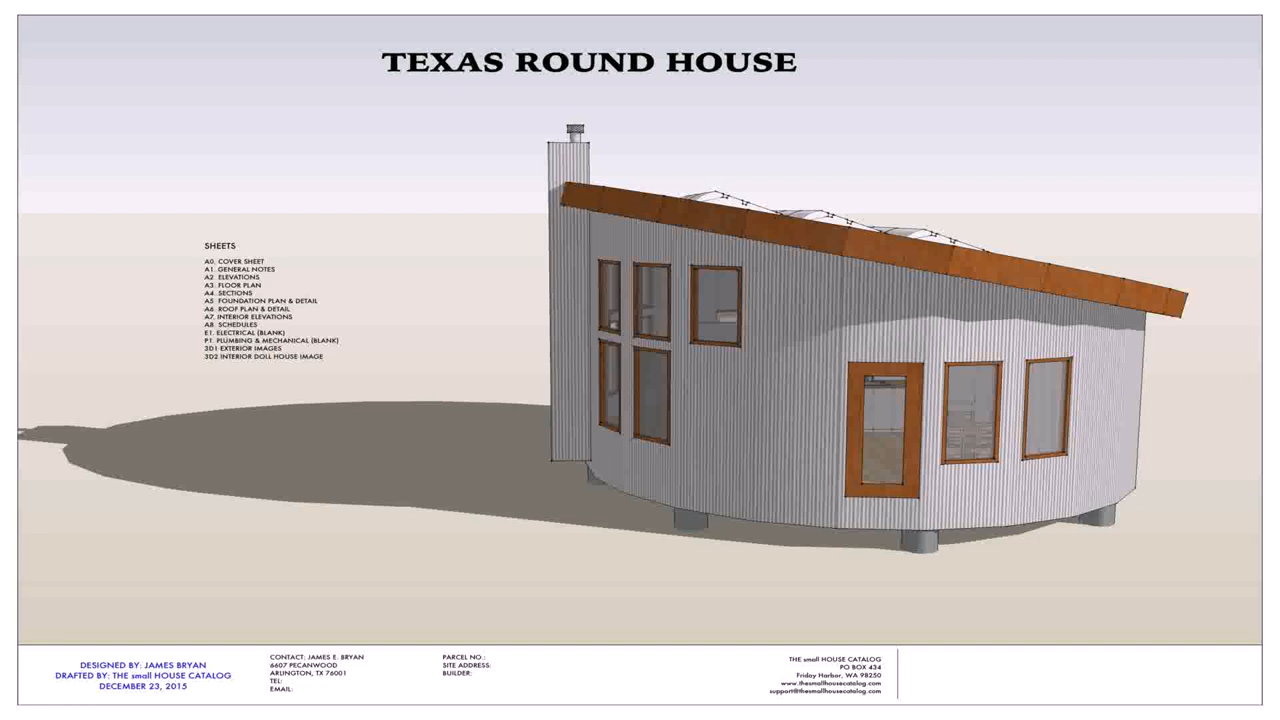 TEXAS ROUND HOUSE
SHEETS
A0. COVER SHEET
A1. GENERAL NOTES
A2. ELEVATIONS
A3. FLOOR PLAN
A4. SECTIONS
A5. FOUNDATION PLAN & DETAIL
A6. ROOF PLAN & DETAIL
A7. INTERIOR ELEVATIONS
A8. SCHEDULES
E1. ELECTRICAL (BLANK)
P1. PLUMBING & MECHANICAL (BLANK)
3D1 EXTERIOR IMAGES
3D2 INTERIOR DOLL HOUSE IMAGE
DESIGNED BY: JAMES BRYAN
DRAFTED BY: THE small HOUSE CATALOG
DECEMBER 23, 2015
CONTACT: JAMES E. BRYAN
6607 PECANWOOD
ARLINGTON, TX 76001
TEL:
EMAIL:
PARCEL NO.:
SITE ADDRESS:
BUILDER:
THE small HOUSE CATALOG
PO BOX 434
Friday Harbor, WA 98250
www.thesmallhousecatalog.com
support@thesmallhousecatalog.com